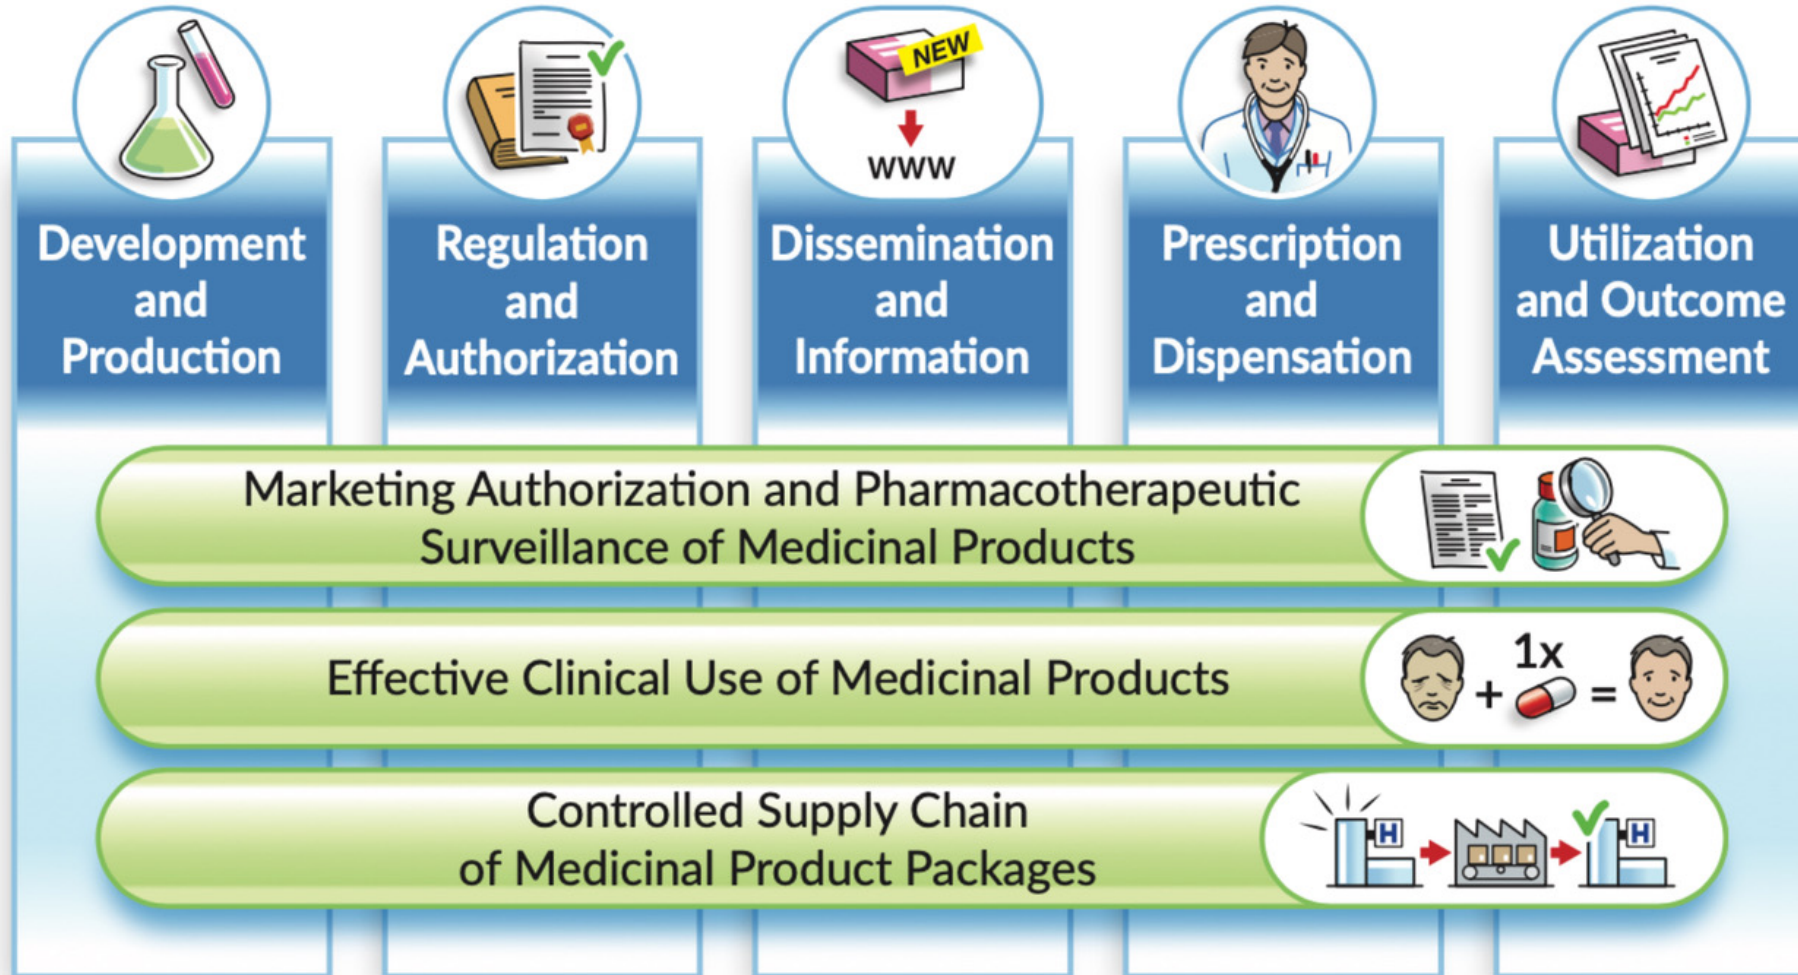 NEW
WWW
Development
and
Production
Regulation
and
Authorization
Dissemination
and
Information
Prescription
and
Dispensation
Utilization
and Outcome
Assessment
Marketing Authorization and Pharmacotherapeutic
Surveillance of Medicinal Products
Effective Clinical Use of Medicinal Products
1x
+ =
Controlled Supply Chain
of Medicinal Product Packages
H H